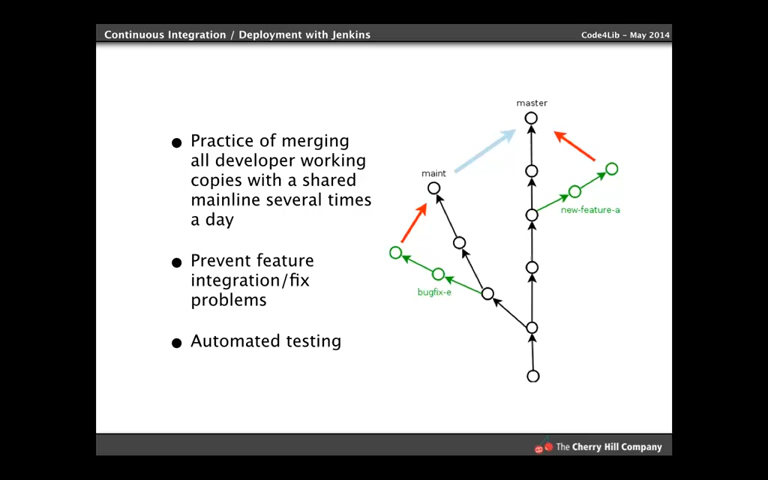 Continuous Integration / Deployment with Jenkins
Code4Lib – May 2014
• Practice of merging
all developer working
copies with a shared
mainline several times
a day
• Prevent feature
integration/fix
problems
• Automated testing
master
maint
new-feature-a
bugfix-e
The Cherry Hill Company